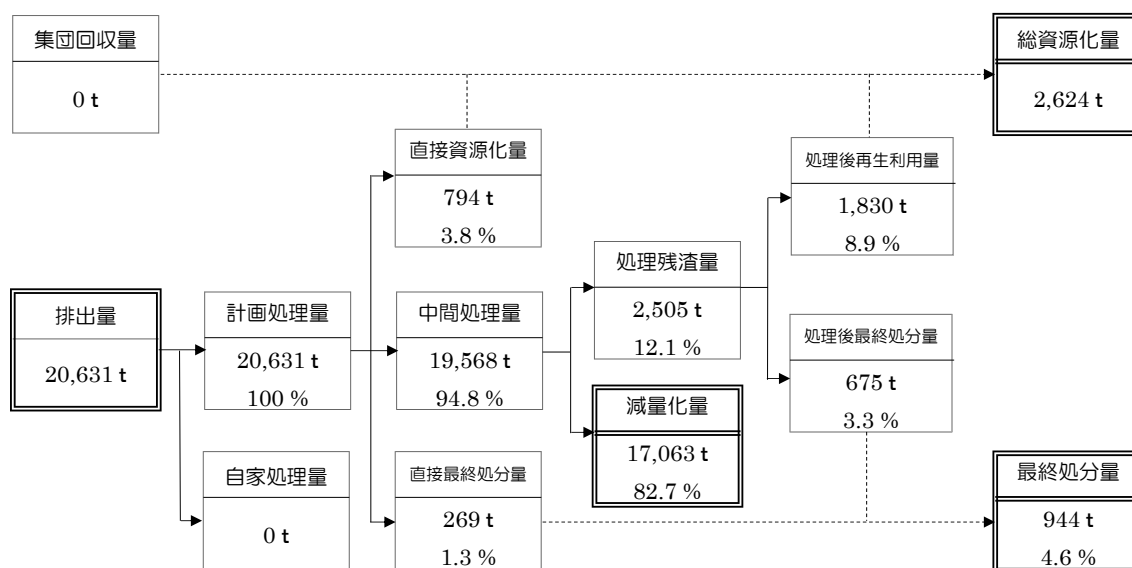 集団回収量
0 t
総資源化量
2,624 t
直接資源化量
794 t
3.8 %
処理後再生利用量
1,830 t
8.9 %
処理残渣量
2,505 t
12.1 %
排出量
20,631 t
計画処理量
20,631 t
100 %
中間処理量
19,568 t
94.8 %
処理後最終処分量
675 t
3.3 %
減量化量
17,063 t
82.7 %
自家処理量
0 t
直接最終処分量
269 t
1.3 %
最終処分量
944 t
4.6 %